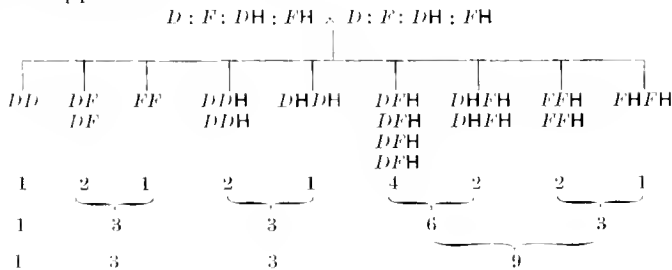 D : F : DH : FH × D : F : DH : FH
DD DF FF DDH DHDH DFH DHFH FFH FHFH
DF DDH DFH DHFH FFH
DFH
DFH
1 2 1 2 1 4 2 2 1
1 3 3 6 3
1 3 3 9